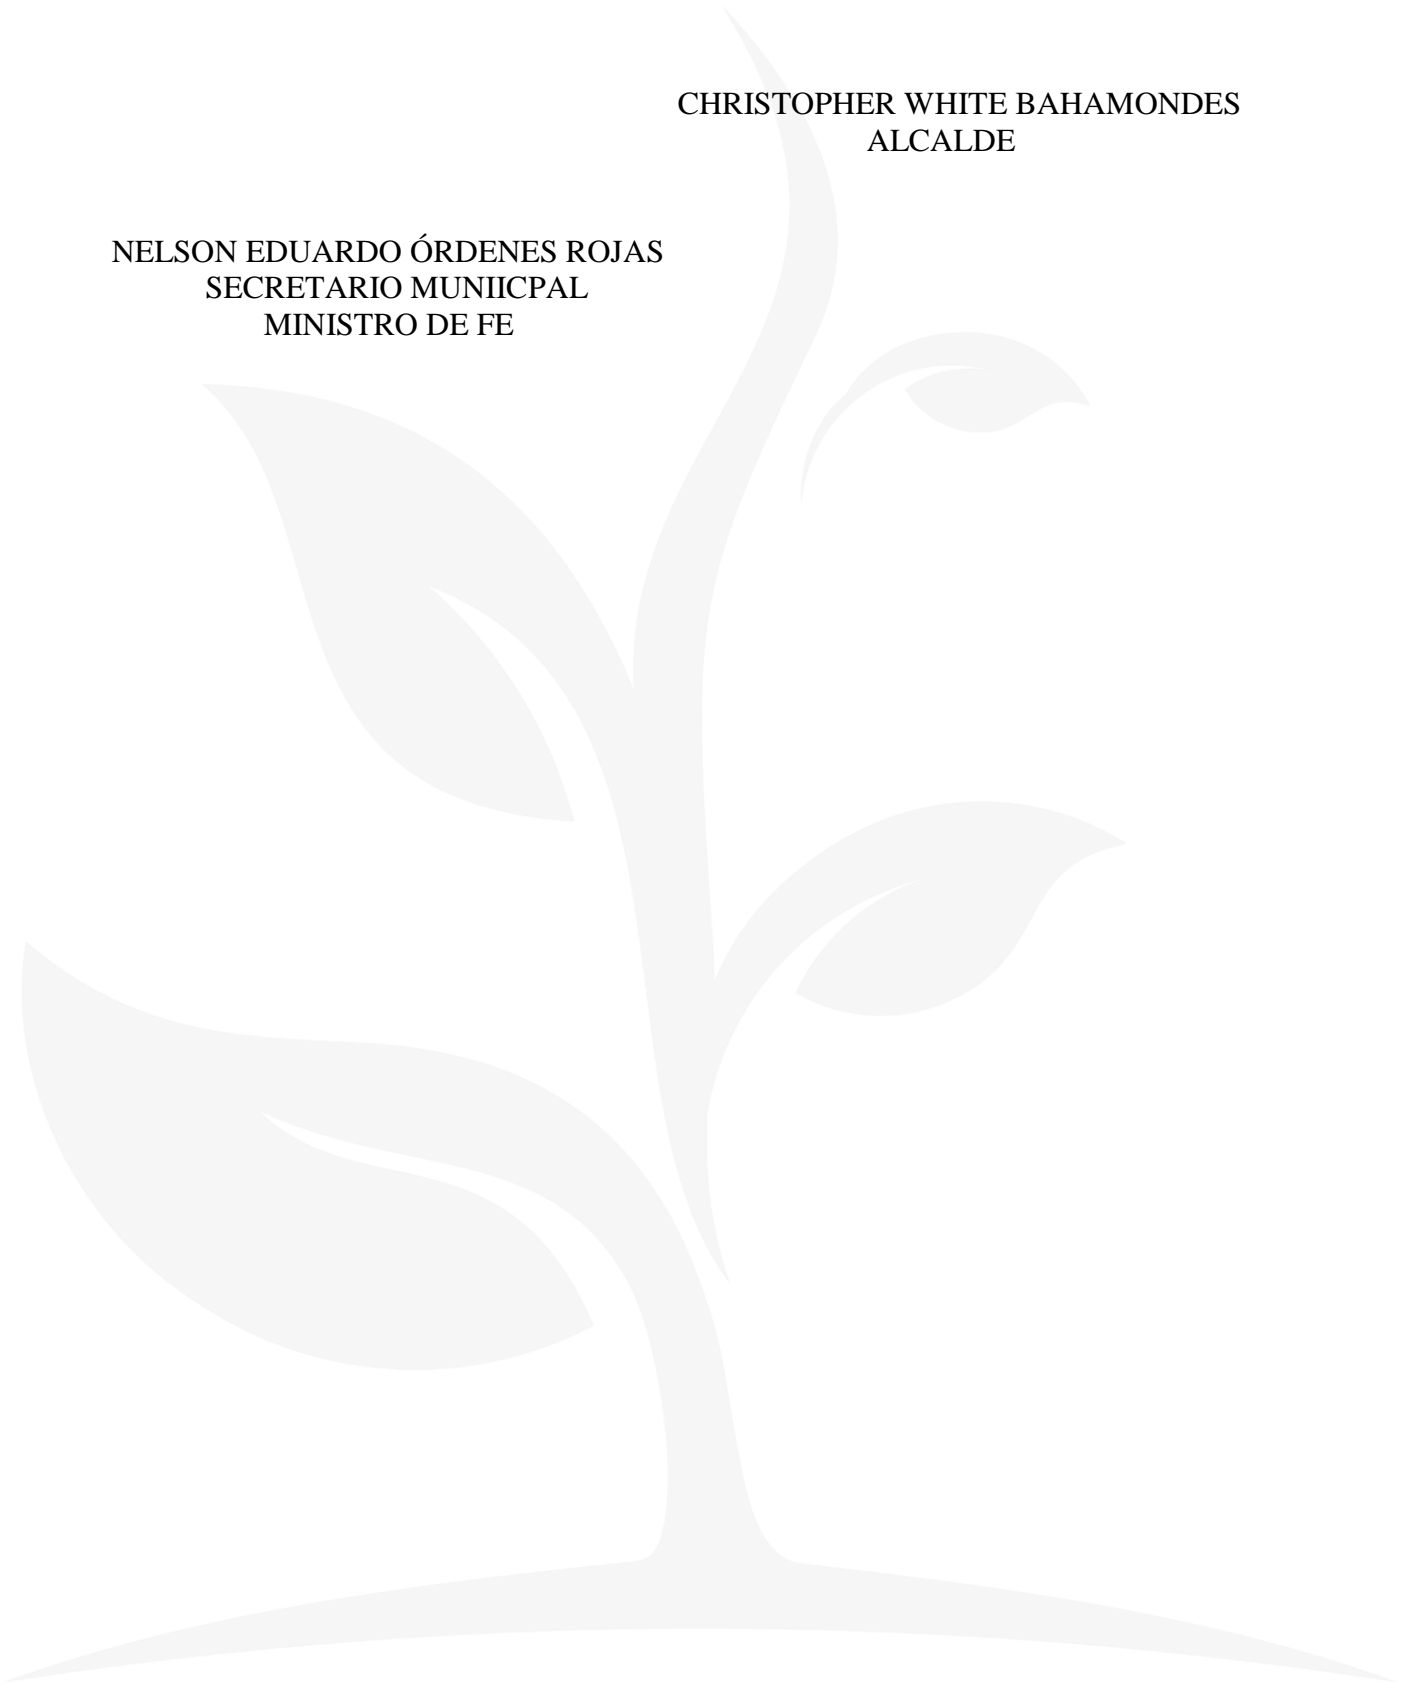 CHRISTOPHER WHITE BAHAMONDES
ALCALDE
NELSON EDUARDO ÓRDENES ROJAS
SECRETARIO MUNIICPAL
MINISTRO DE FE